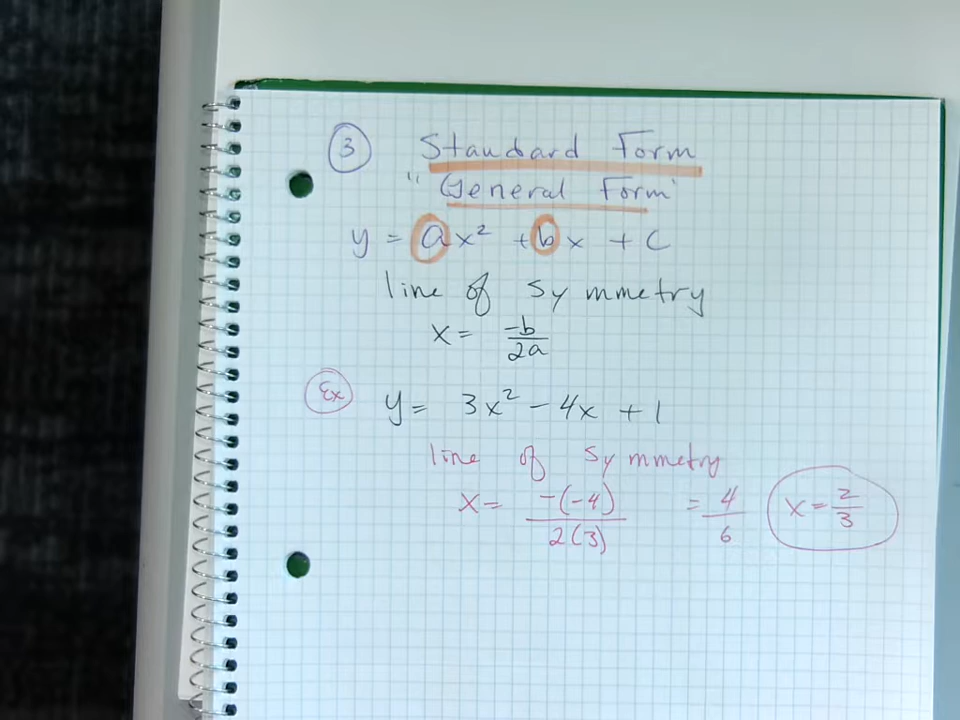 3 Standard Form
"General Form"
y = ax² + bx + c
line of symmetry
x = -b/2a
Ex y = 3x² - 4x + 1
line of symmetry
x = -(-4)/2(3) = 4/6 x = 2/3